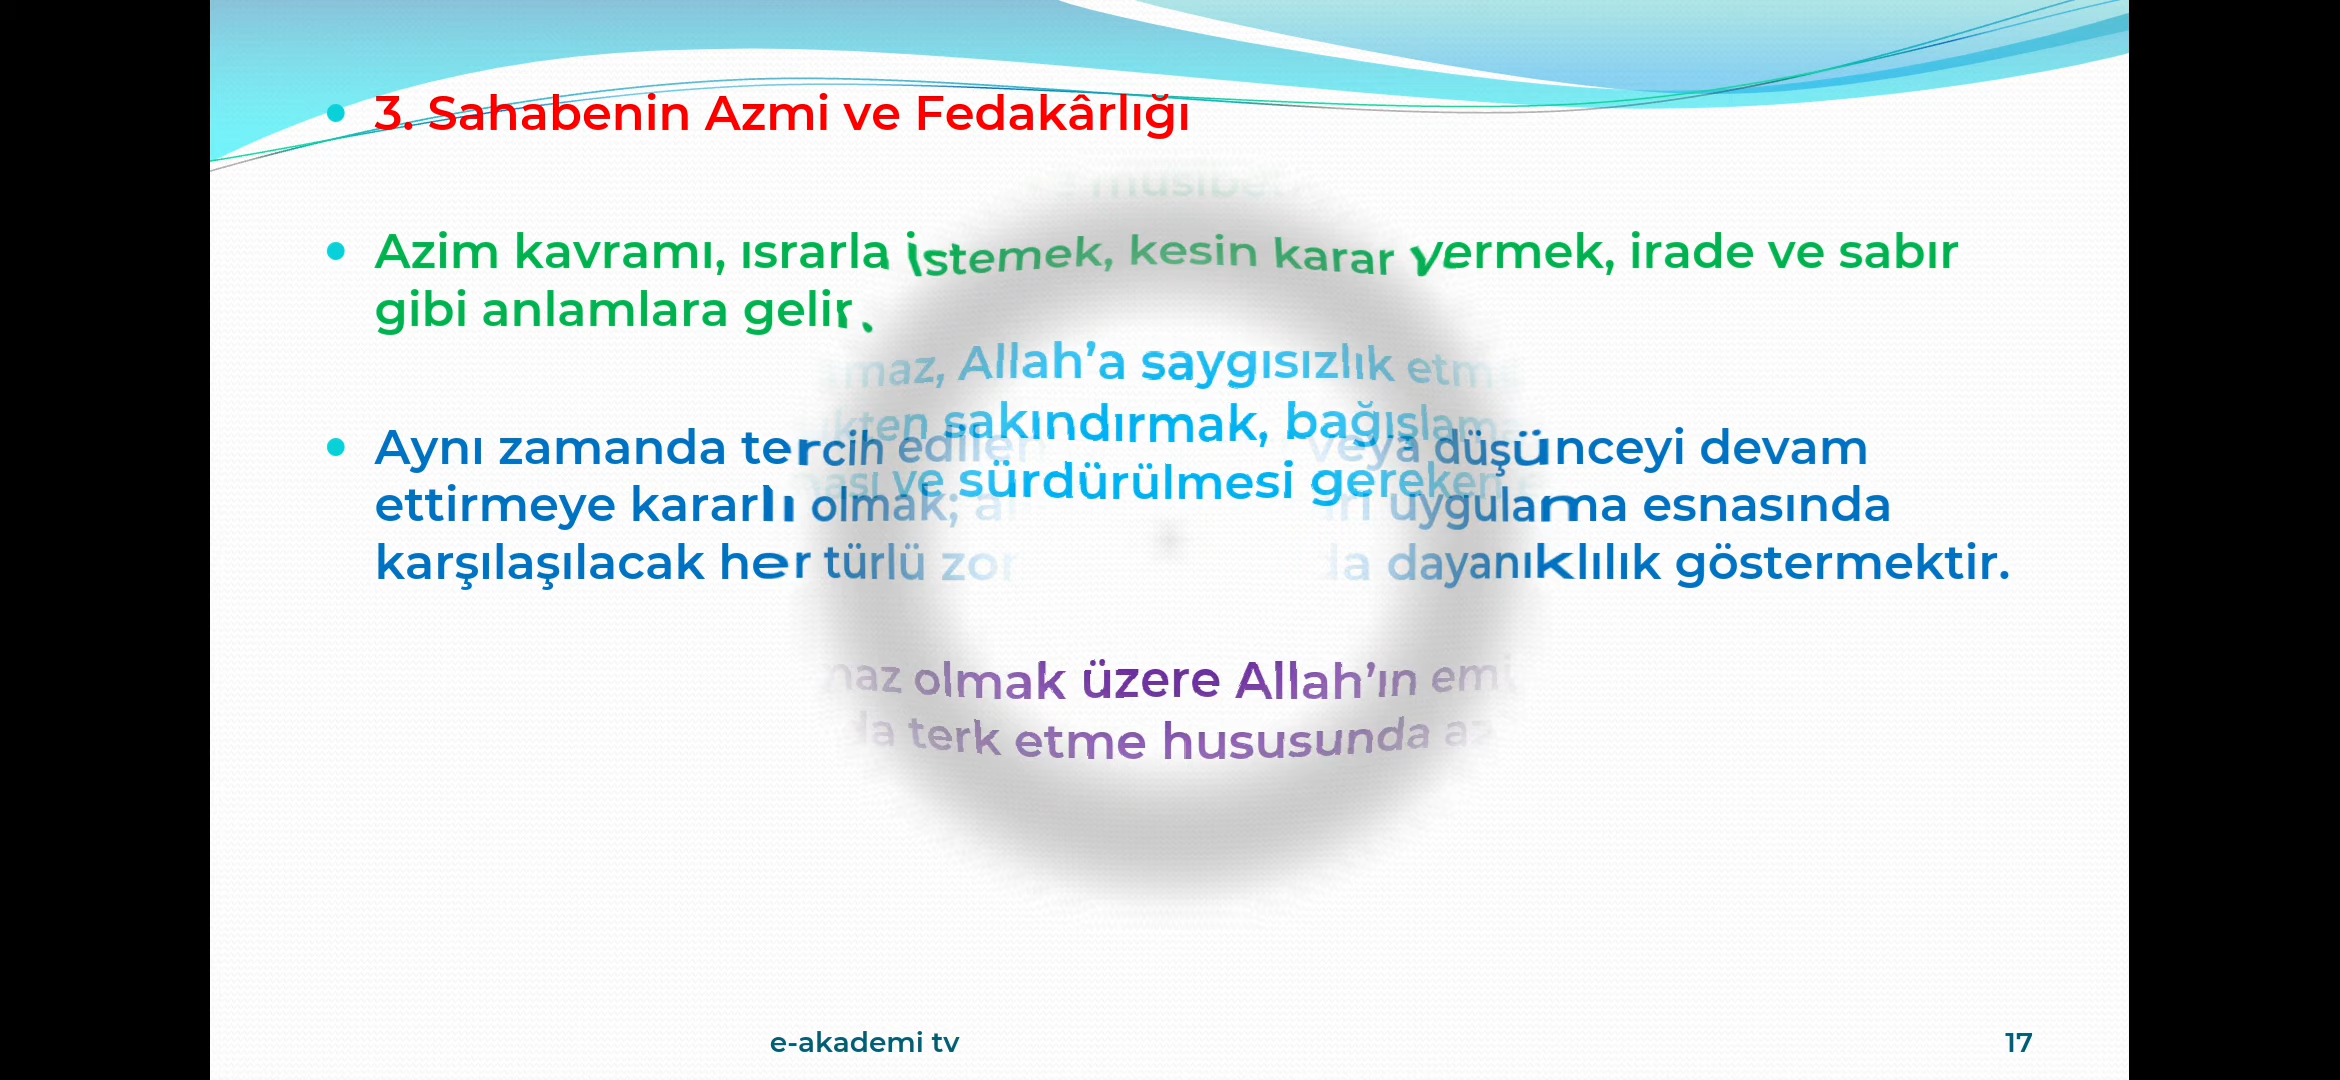 3. Sahabenin Azmi ve Fedakârlığı
Azim kavramı, ısrarla istemek, kesin karar vermek, irade ve sabır
gibi anlamlara gelir.
Allah’a saygısızlık
sakındırmak,
Aynı zamanda tercih veya düşünceyi devam
ve sürdürülmesi gereken
ettirmeye kararlı olmak; uygulama esnasında
karşılaşılacak her türlü dayanıklılık göstermektir.
olmak üzere Allah’ın
terk etme hususunda
e-akademi tv
17